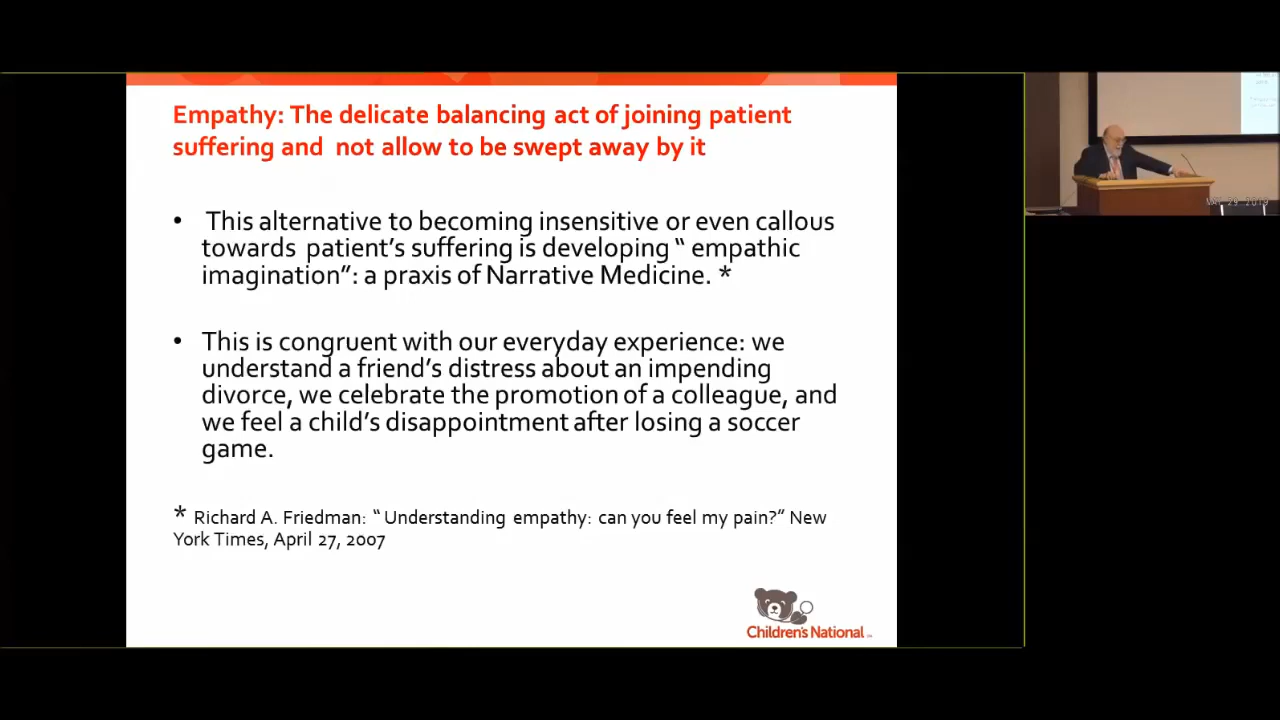 Empathy: The delicate balancing act of joining patient
suffering and not allow to be swept away by it
• This alternative to becoming insensitive or even callous
towards patient’s suffering is developing “ empathic
imagination”: a praxis of Narrative Medicine. *
• This is congruent with our everyday experience: we
understand a friend’s distress about an impending
divorce, we celebrate the promotion of a colleague, and
we feel a child’s disappointment after losing a soccer
game.
* Richard A. Friedman: “ Understanding empathy: can you feel my pain?” New
York Times, April 27, 2007
Children's National
MAY 29 2019